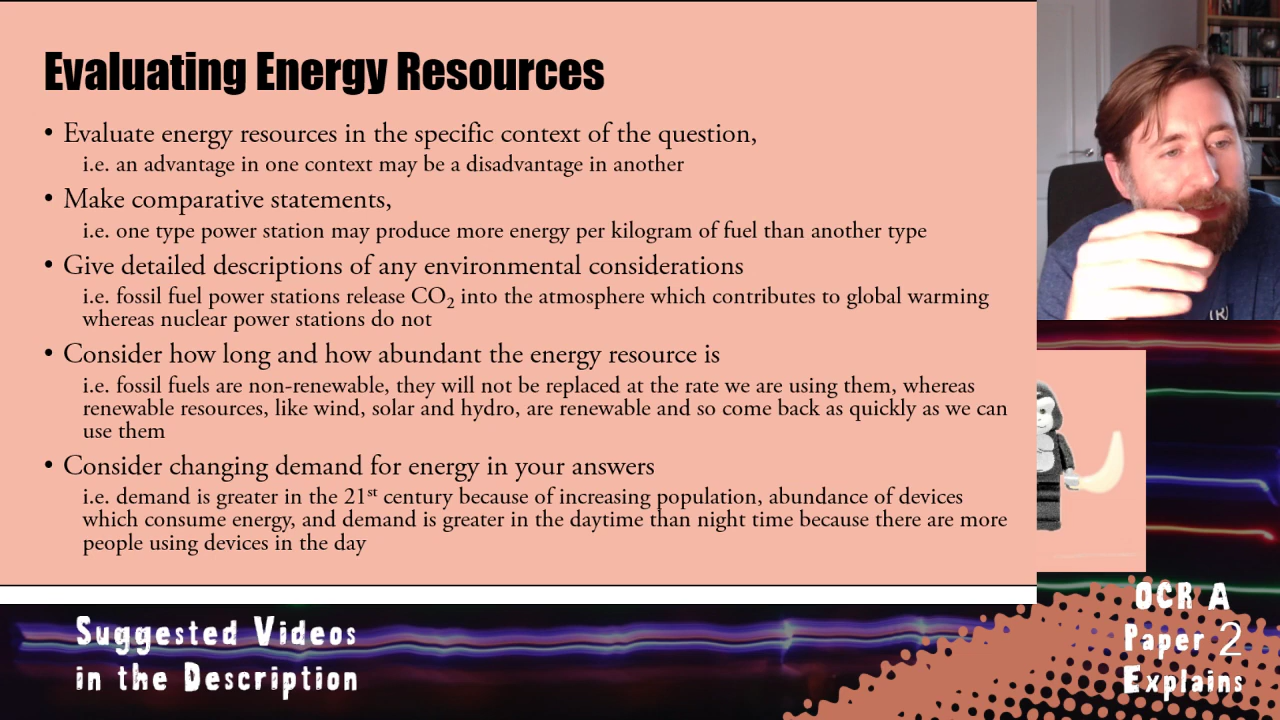 Evaluating Energy Resources
• Evaluate energy resources in the specific context of the question,
i.e. an advantage in one context may be a disadvantage in another
• Make comparative statements,
i.e. one type power station may produce more energy per kilogram of fuel than another type
• Give detailed descriptions of any environmental considerations
i.e. fossil fuel power stations release CO₂ into the atmosphere which contributes to global warming
whereas nuclear power stations do not
• Consider how long and how abundant the energy resource is
i.e. fossil fuels are non-renewable, they will not be replaced at the rate we are using them, whereas
renewable resources, like wind, solar and hydro, are renewable and so come back as quickly as we can
use them
• Consider changing demand for energy in your answers
i.e. demand is greater in the 21ˢᵗ century because of increasing population, abundance of devices
which consume energy, and demand is greater in the daytime than night time because there are more
people using devices in the day
(R)
Suggested Videos
in the Description
OCR A
Paper 2
Explains